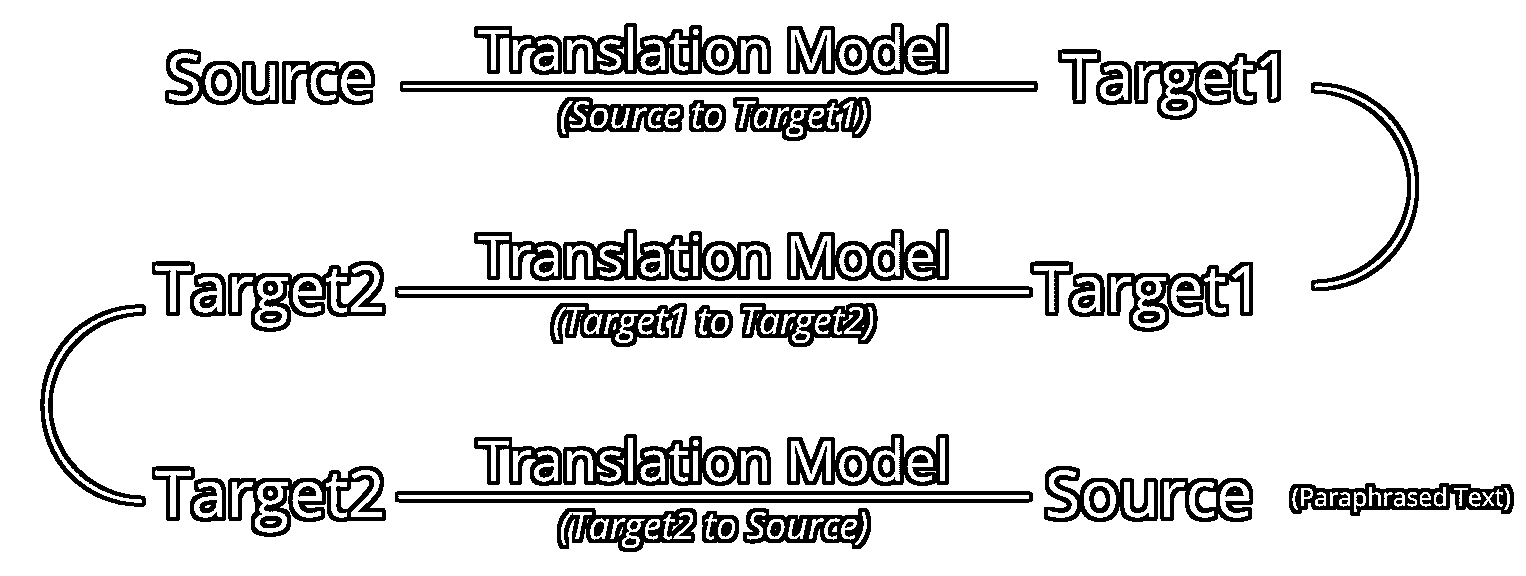 Translation Model
Source Target1
(Source to Target1)
Translation Model
Target2 Target1
(Target1 to Target2)
Translation Model
Target2 Source (Paraphrased Text)
(Target2 to Source)